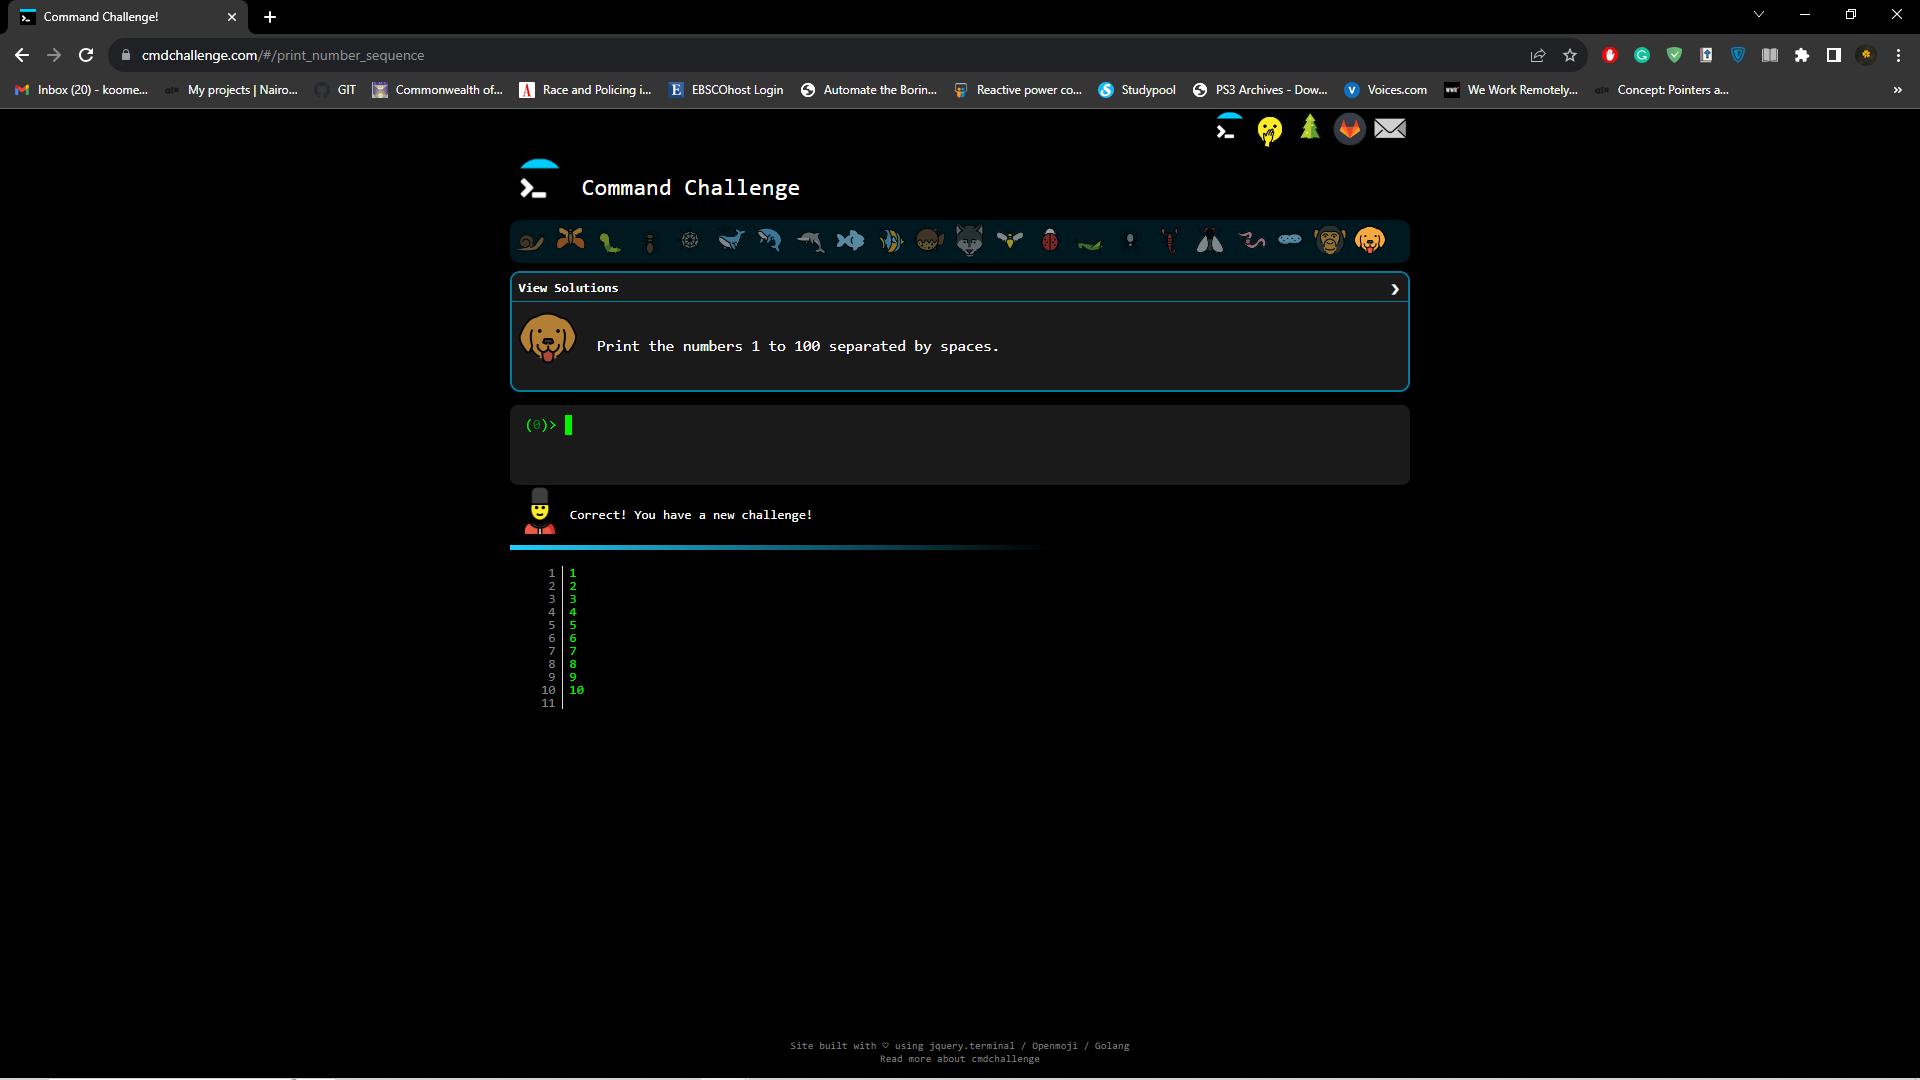 Command Challenge!
cmdchallenge.com/#/print_number_sequence
Inbox (20) - koome...
My projects | Nairo...
GIT
Commonwealth of...
Race and Policing i...
EBSCOhost Login
Automate the Borin...
Reactive power co...
Studypool
PS3 Archives - Dow...
Voices.com
We Work Remotely...
Concept: Pointers a...
»
Command Challenge
View Solutions
Print the numbers 1 to 100 separated by spaces.
(0)>
Correct! You have a new challenge!
1 1
2 2
3 3
4 4
5 5
6 6
7 7
8 8
9 9
10 10
11
Site built with ♡ using jquery.terminal / Openmoji / Golang
Read more about cmdchallenge